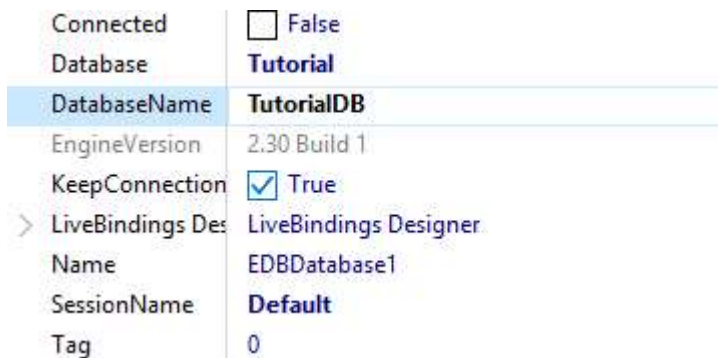 Connected False
Database Tutorial
DatabaseName TutorialDB
EngineVersion 2.30 Build 1
KeepConnection True
LiveBindings Des LiveBindings Designer
Name EDBDatabase1
SessionName Default
Tag 0